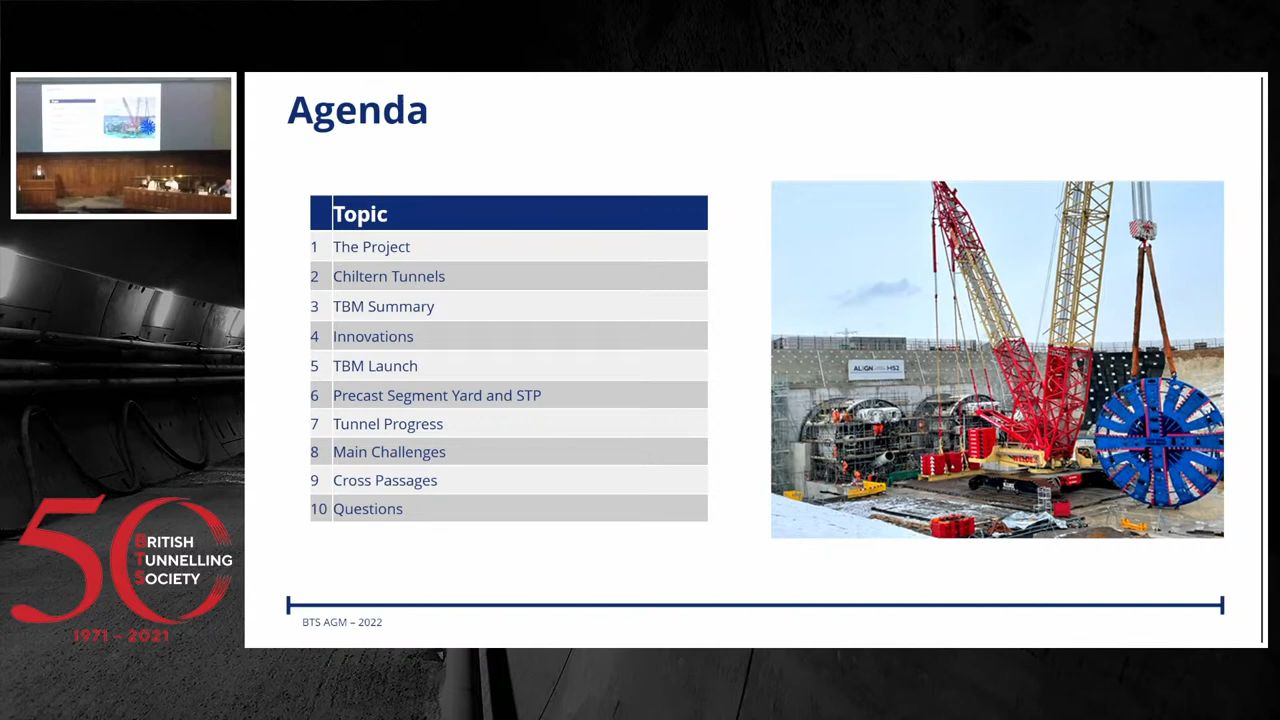 Agenda
Topic
1 The Project
2 Chiltern Tunnels
3 TBM Summary
4 Innovations
5 TBM Launch
6 Precast Segment Yard and STP
7 Tunnel Progress
8 Main Challenges
9 Cross Passages
10 Questions
ALIGN
HS2
BTS AGM – 2022
50
BRITISH
TUNNELLING
SOCIETY
1971 – 2021